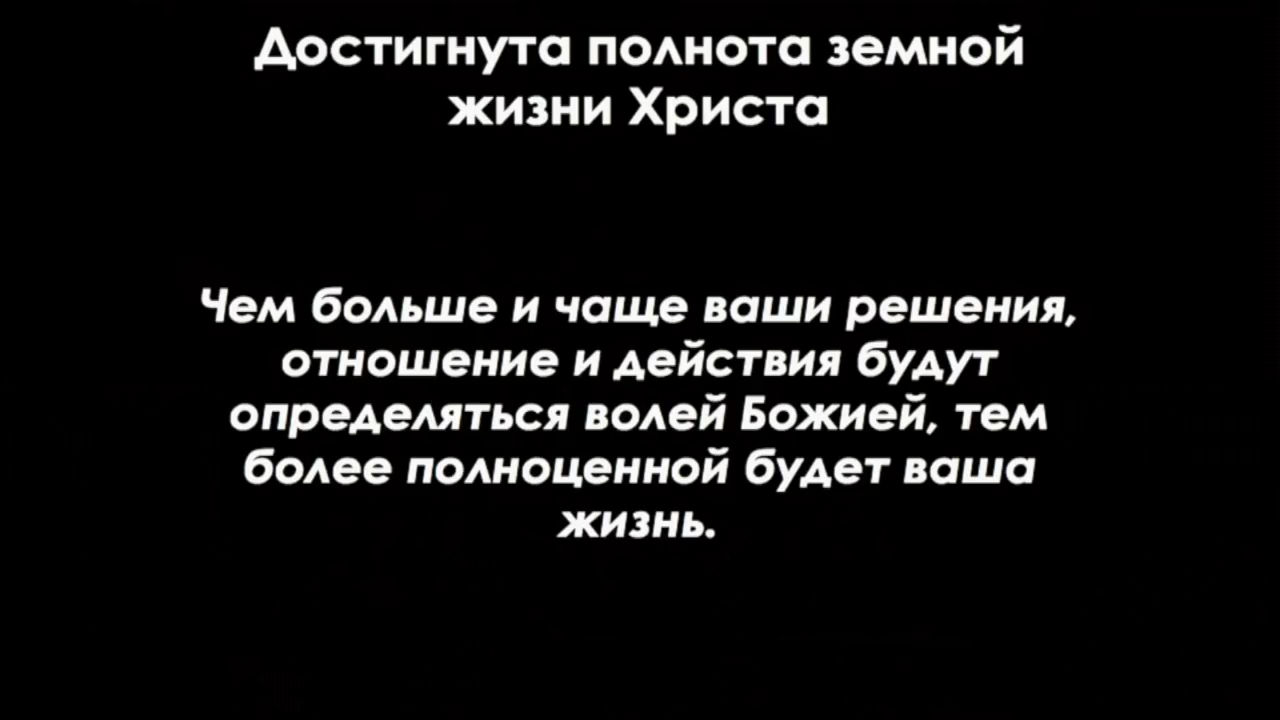 Достигнута полнота земной
жизни Христа
Чем больше и чаще ваши решения,
отношение и действия будут
определяться волей Божией, тем
более полноценной будет ваша
жизнь.